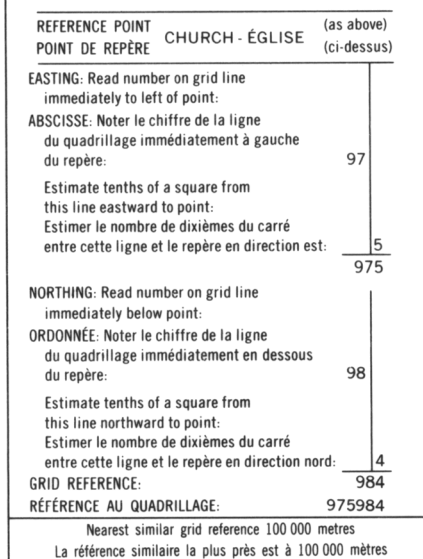 REFERENCE POINT
POINT DE REPÈRE
CHURCH - ÉGLISE
(as above)
(ci-dessus)
EASTING: Read number on grid line
immediately to left of point:
ABSCISSE: Noter le chiffre de la ligne
du quadrillage immédiatement à gauche
du repère: 97
Estimate tenths of a square from
this line eastward to point:
Estimer le nombre de dixièmes du carré
entre cette ligne et le repère en direction est: 5
975
NORTHING: Read number on grid line
immediately below point:
ORDONNÉE: Noter le chiffre de la ligne
du quadrillage immédiatement en dessous
du repère: 98
Estimate tenths of a square from
this line northward to point:
Estimer le nombre de dixièmes du carré
entre cette ligne et le repère en direction nord: 4
GRID REFERENCE: 984
RÉFÉRENCE AU QUADRILLAGE: 975984
Nearest similar grid reference 100 000 metres
La référence similaire la plus près est à 100 000 mètres